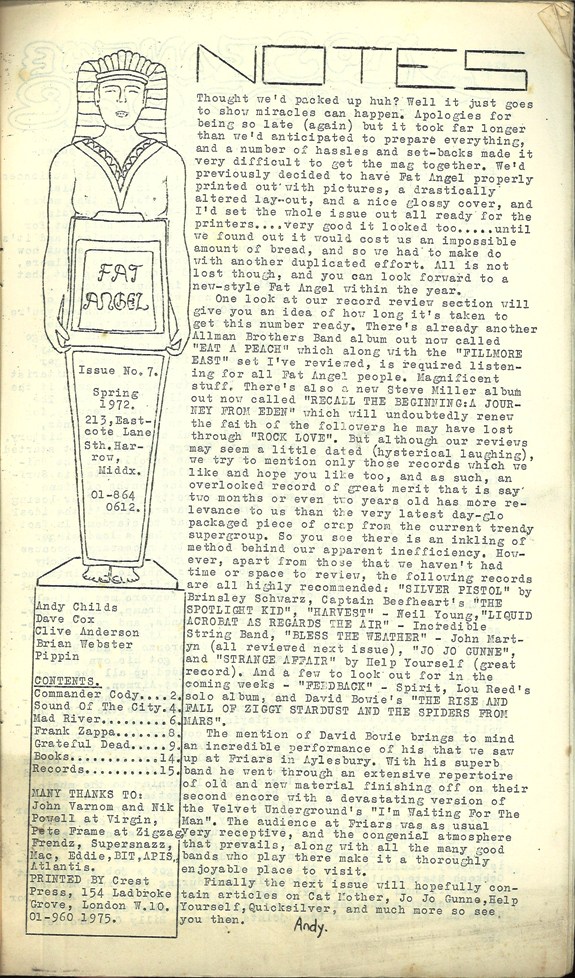 NOTES
Thought we'd packed up huh? Well it just goes
to show miracles can happen. Apologies for
being so late (again) but it took far longer
than we'd anticipated to prepare everything,
and a number of hassles and set-backs made it
very difficult to get the mag together. We'd
previously decided to have Fat Angel properly
printed out with pictures, a drastically
altered lay-out, and a nice glossy cover, and
I'd set the whole issue out all ready for the
printers....very good it looked too.....until
we found out it would cost us an impossible
amount of bread, and so we had to make do
with another duplicated effort. All is not
lost though, and you can look forward to a
new-style Fat Angel within the year.
One look at our record review section will
give you an idea of how long it's taken to
get this number ready. There's already another
Allman Brothers Band album out now called
"EAT A PEACH" which along with the "FILLMORE
EAST" set I've reviewed, is required listen-
ing for all Fat Angel people. Magnificent
stuff. There's also a new Steve Miller album
out now called "RECALL THE BEGINNING:A JOUR-
NEY FROM EDEN" which will undoubtedly renew
the faith of the followers he may have lost
through "ROCK LOVE". But although our reviews
may seem a little dated (hysterical laughing),
we try to mention only those records which we
like and hope you like too, and as such, an
overlooked record of great merit that is say
two months or even two years old has more re-
levance to us than the very latest day-glo
packaged piece of crap from the current trendy
supergroup. So you see there is an inkling of
method behind our apparent inefficiency. How-
ever, apart from those that we haven't had
time or space to review, the following records
are all highly recommended: "SILVER PISTOL" by
Brinsley Schwarz, Captain Beefheart's "THE
SPOTLIGHT KID", "HARVEST" - Neil Young,"LIQUID
ACROBAT AS REGARDS THE AIR" - Incredible
String Band, "BLESS THE WEATHER" - John Mart-
yn (all reviewed next issue), "JO JO GUNNE",
and "STRANGE AFFAIR" by Help Yourself (great
record). And a few to look out for in the
coming weeks - "FEEDBACK" - Spirit, Lou Reed's
solo album, and David Bowie's "THE RISE AND
FALL OF ZIGGY STARDUST AND THE SPIDERS FROM
MARS".
The mention of David Bowie brings to mind
an incredible performance of his that we saw
up at Friars in Aylesbury. With his superb
band he went through an extensive repertoire
of old and new material finishing off on their
second encore with a devastating version of
the Velvet Underground's "I'm Waiting For The
Man". The audience at Friars was as usual
very receptive, and the congenial atmosphere
that prevails, along with all the many good
bands who play there make it a thoroughly
enjoyable place to visit.
Finally the next issue will hopefully con-
tain articles on Cat Mother, Jo Jo Gunne,Help
Yourself,Quicksilver, and much more so see
you then.
Andy.
FAT
ANGEL
Issue No.7.
Spring
1972.
213,East-
cote Lane
Sth.Har-
row,
Middx.
01-864
0612.
Andy Childs
Dave Cox
Clive Anderson
Brian Webster
Pippin
CONTENTS.
Commander Cody....2.
Sound Of The City.4.
Mad River.........6.
Frank Zappa.......8.
Grateful Dead.....9.
Books............14.
Records..........15.
MANY THANKS TO:
John Varnom and Nik
Powell at Virgin,
Pete Frame at Zigzag,
Frendz, Supersnazz,
Mac, Eddie,BIT,APIS,
Atlantis.
PRINTED BY Crest
Press, 154 Ladbroke
Grove, London W.10.
01-960 1975.